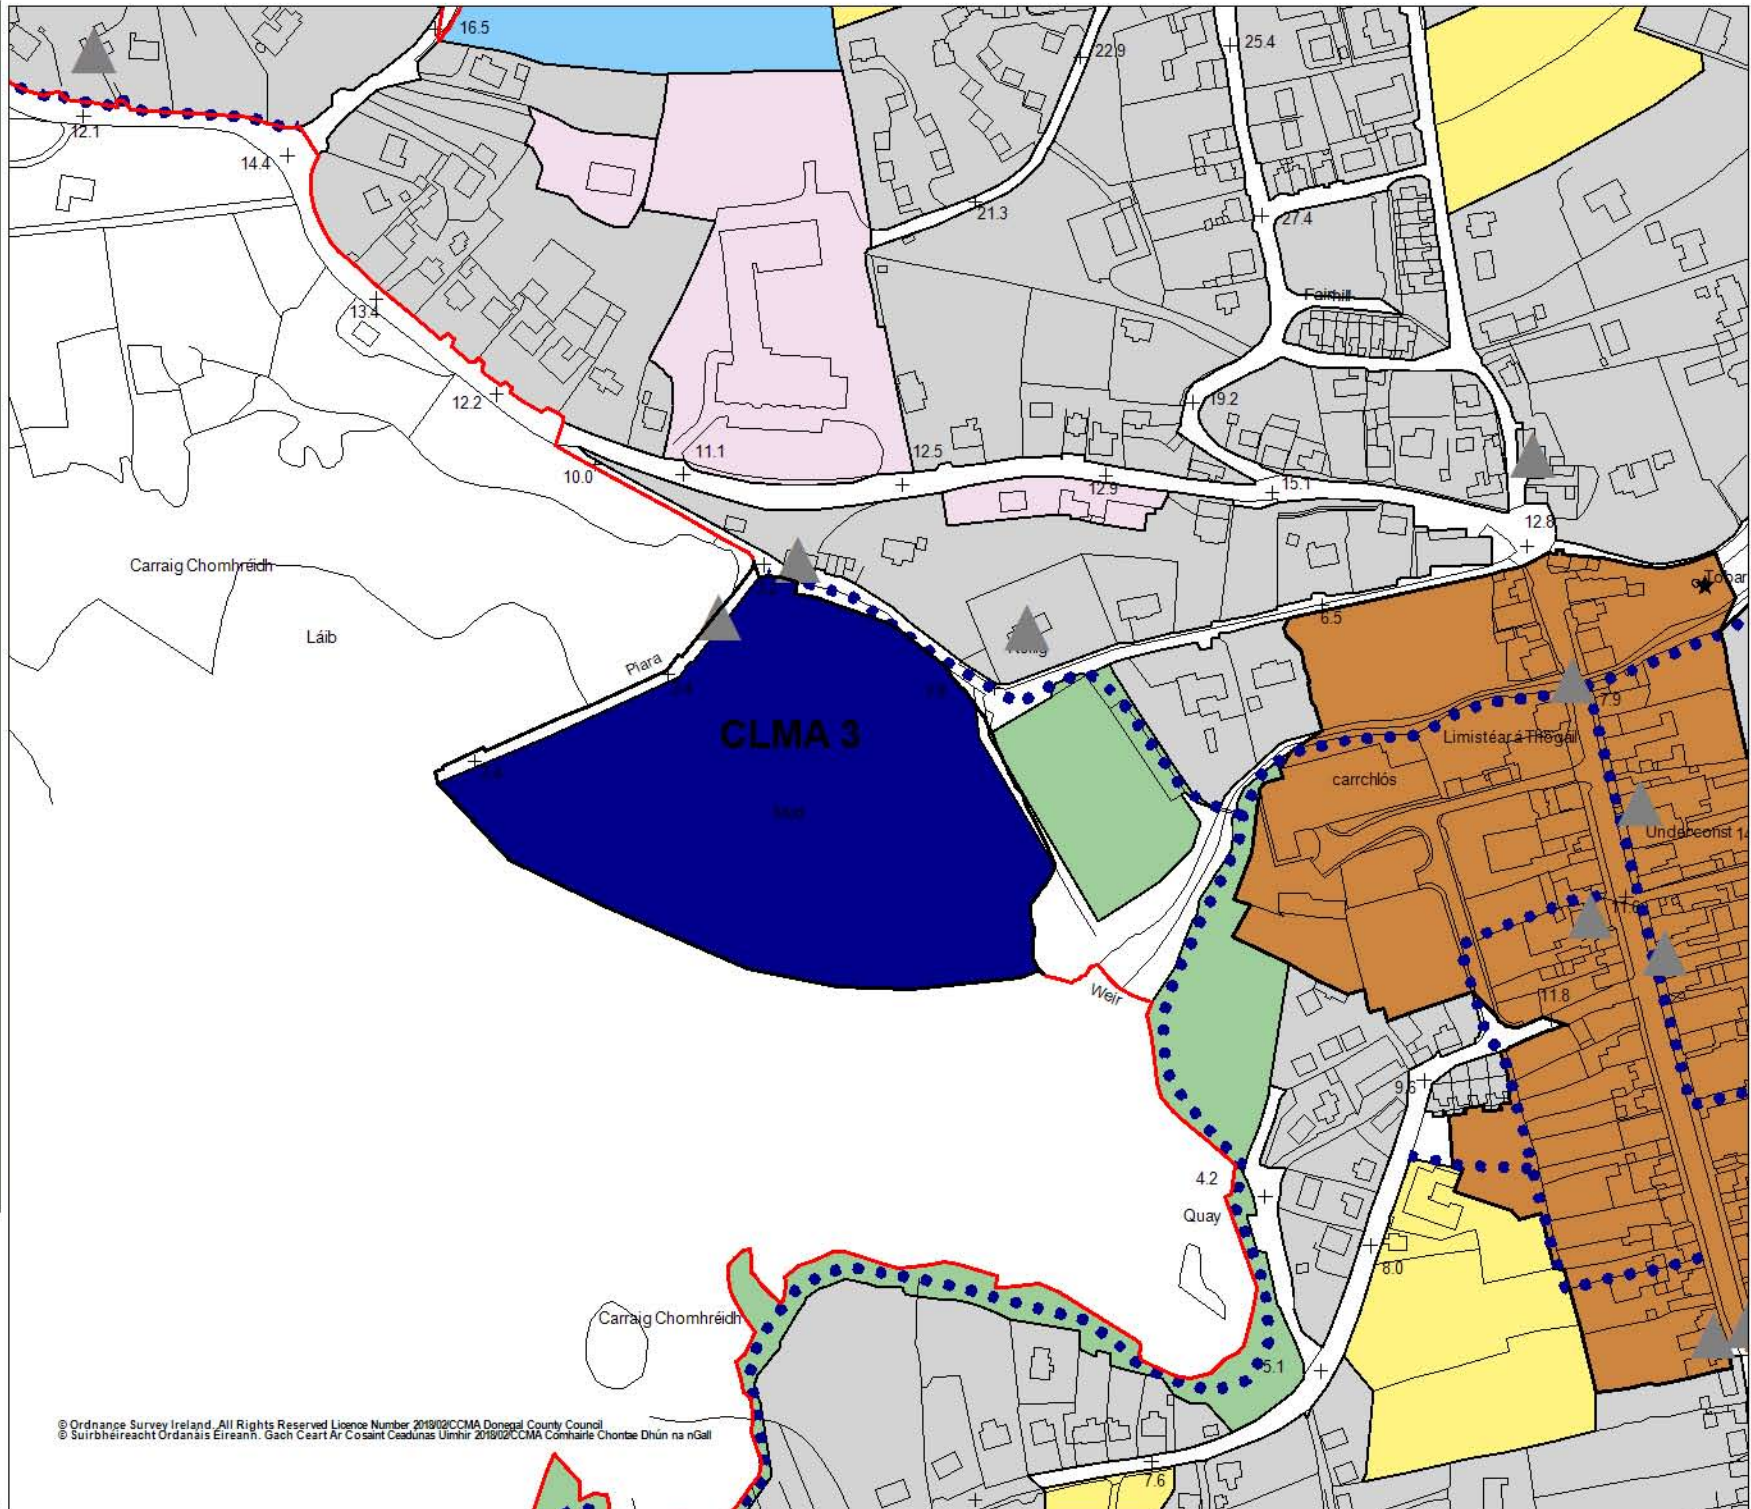 16.5
25.4
22.9
12.1
14.4
21.3
27.4
Fairhill
13.4
12.2
19.2
11.1
12.5
10.0
12.9
15.1
12.8
Carraig Chomhréidh
Tobar
6.5
Láib
Piara
7.9
CLMA 3
Limistéar á Thógáil
carrchlós
Mud
Underconst
11.8
Weir
9.6
4.2
Quay
8.0
Carraig Chomhréidh
5.1
© Ordnance Survey Ireland. All Rights Reserved Licence Number 2018/02/CCMA Donegal County Council
© Suirbhéireacht Ordanáis Éireann. Gach Ceart Ar Cosaint Ceadúnas Uimhir 2018/02/CCMA Comhairle Chontae Dhún na nGall
7.6